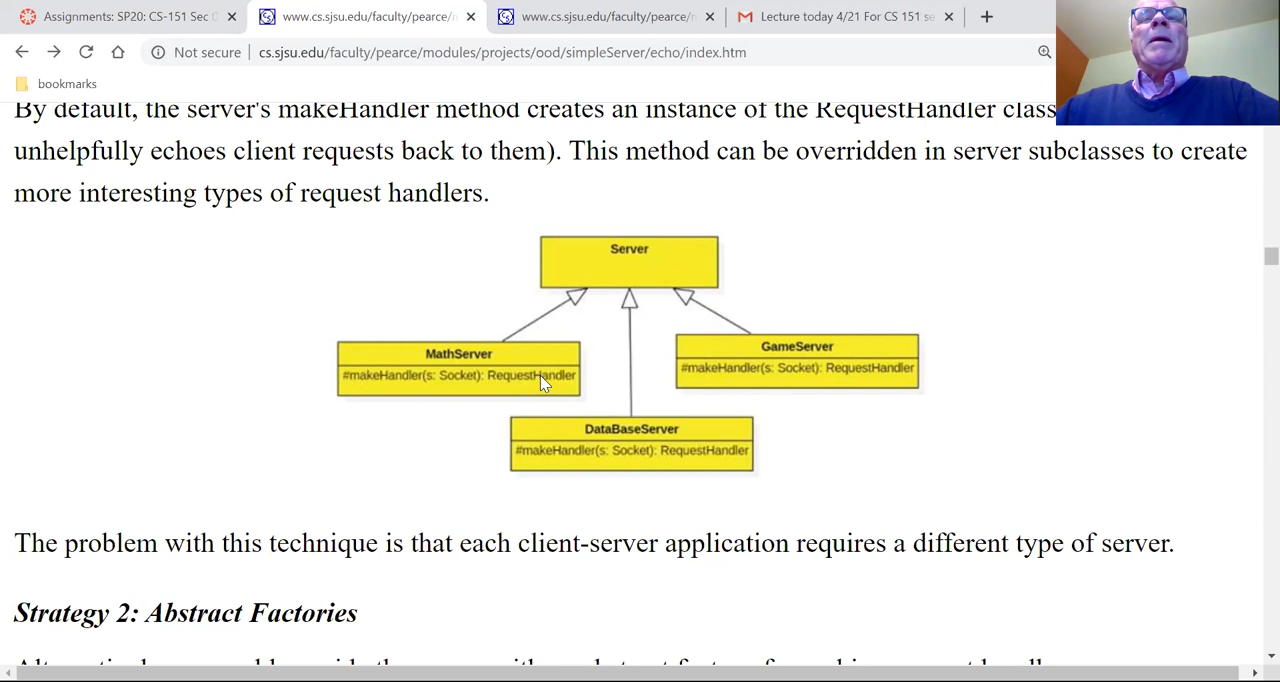 Assignments: SP20: CS-151 Sec
www.cs.sjsu.edu/faculty/pearce/
www.cs.sjsu.edu/faculty/pearce/
Lecture today 4/21 For CS 151 se
Not secure
cs.sjsu.edu/faculty/pearce/modules/projects/ood/simpleServer/echo/index.htm
bookmarks
By default, the server's makeHandler method creates an instance of the RequestHandler class
unhelpfully echoes client requests back to them). This method can be overridden in server subclasses to create
more interesting types of request handlers.
Server
MathServer
#makeHandler(s: Socket): RequestHandler
GameServer
#makeHandler(s: Socket): RequestHandler
DataBaseServer
#makeHandler(s: Socket): RequestHandler
The problem with this technique is that each client-server application requires a different type of server.
Strategy 2: Abstract Factories